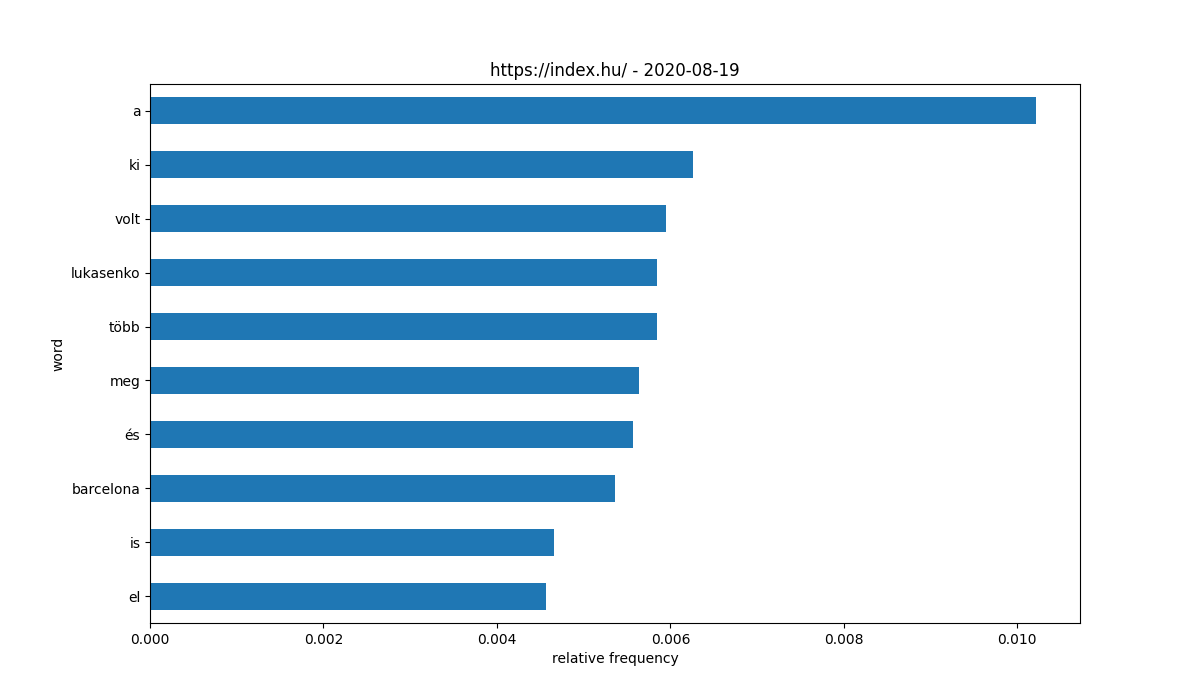 https://index.hu/ - 2020-08-19
a
ki
volt
lukasenko
több
meg
és
barcelona
is
el
word
0.000 0.002 0.004 0.006 0.008 0.010
relative frequency